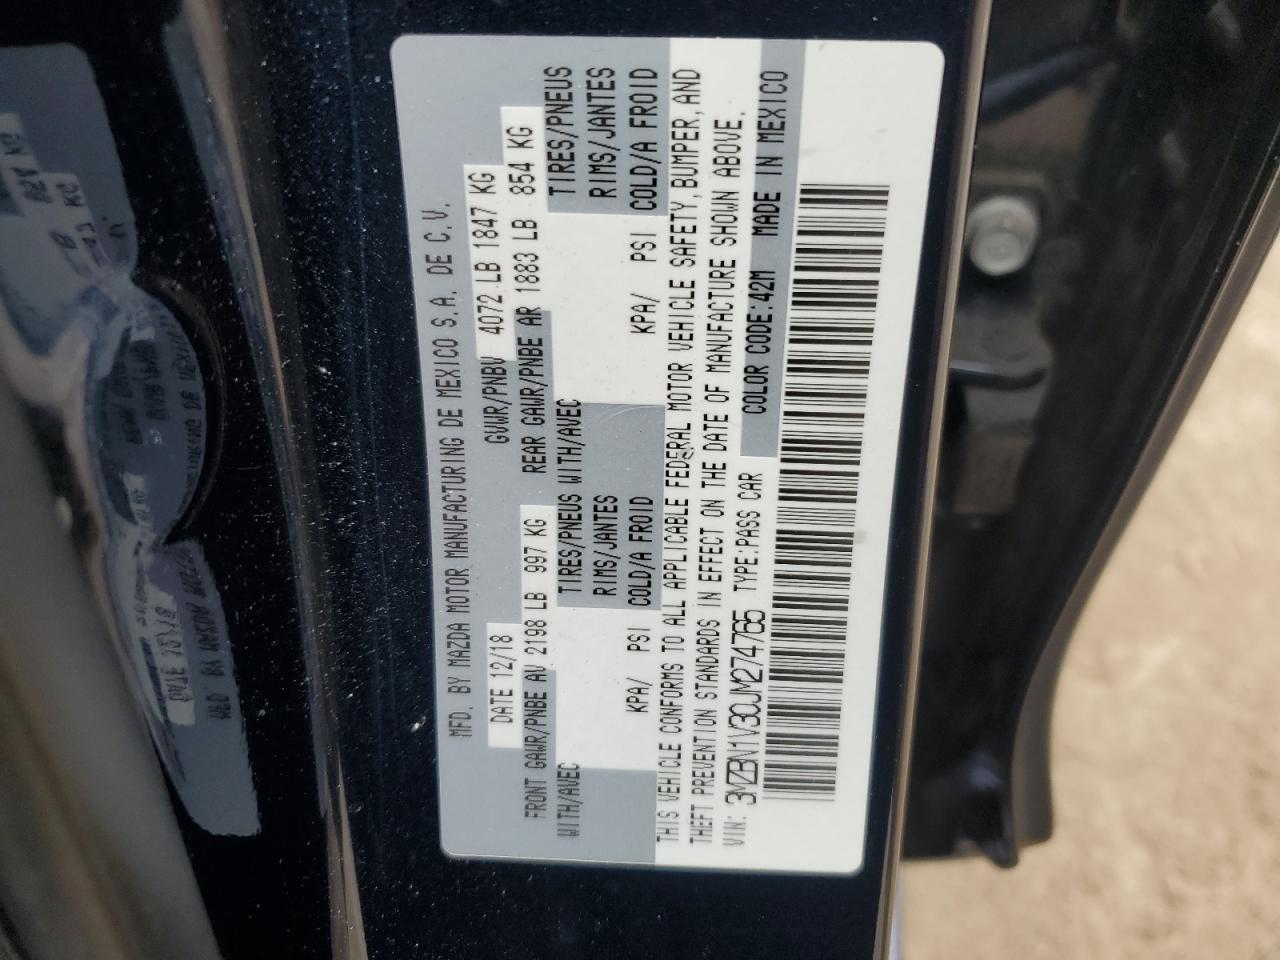 MFD. BY MAZDA MOTOR MANUFACTURING DE MEXICO S.A. DE C.V.
DATE 12/18 GVWR/PNBV 4072 LB 1847 KG
FRONT GAWR/PNBE AV 2198 LB 997 KG REAR GAWR/PNBE AR 1883 LB 854 KG
WITH/AVEC TIRES/PNEUS WITH/AVEC TIRES/PNEUS
RIMS/JANTES RIMS/JANTES
KPA/ PSI COLD/A FROID KPA/ PSI COLD/A FROID
THIS VEHICLE CONFORMS TO ALL APPLICABLE FEDERAL MOTOR VEHICLE SAFETY, BUMPER, AND
THEFT PREVENTION STANDARDS IN EFFECT ON THE DATE OF MANUFACTURE SHOWN ABOVE.
VIN: 3MZBN1V30JM274765 TYPE:PASS CAR COLOR CODE:42M MADE IN MEXICO